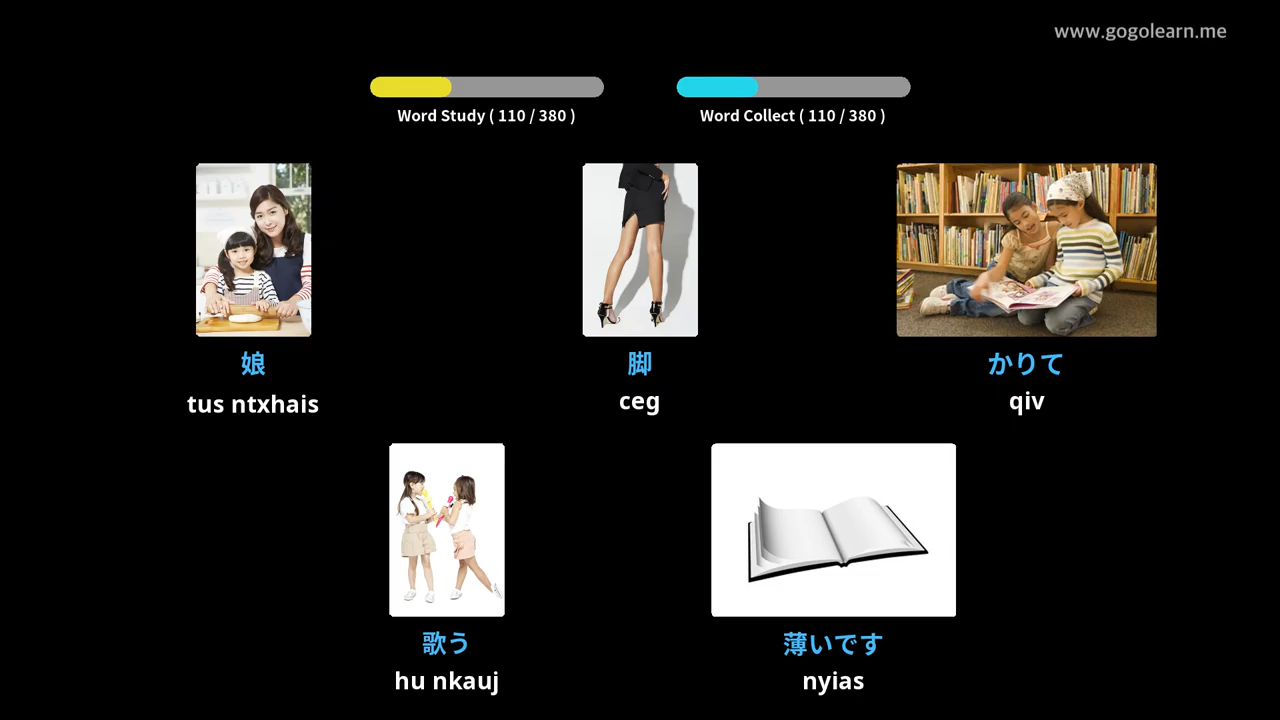 www.gogolearn.me
Word Study ( 110 / 380 )
Word Collect ( 110 / 380 )
娘
tus ntxhais
脚
ceg
かりて
qiv
歌う
hu nkauj
薄いです
nyias